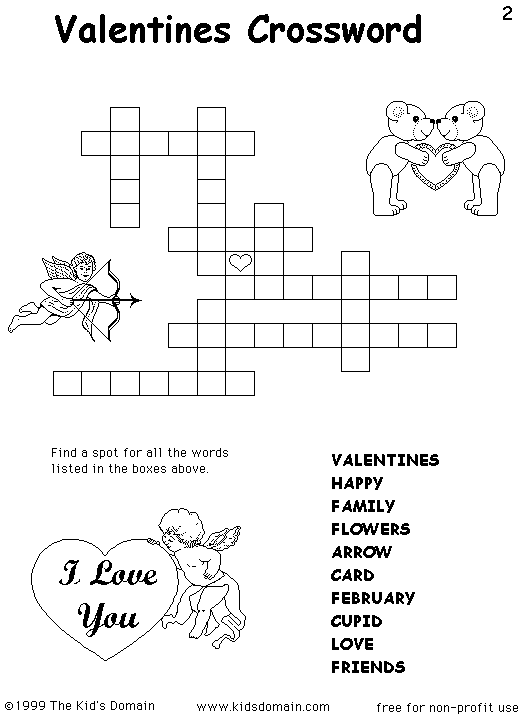 Valentines Crossword
2
Find a spot for all the words
listed in the boxes above.
VALENTINES
HAPPY
FAMILY
FLOWERS
ARROW
CARD
FEBRUARY
CUPID
LOVE
FRIENDS
I Love
You
©1999 The Kid's Domain
www.kidsdomain.com
free for non-profit use